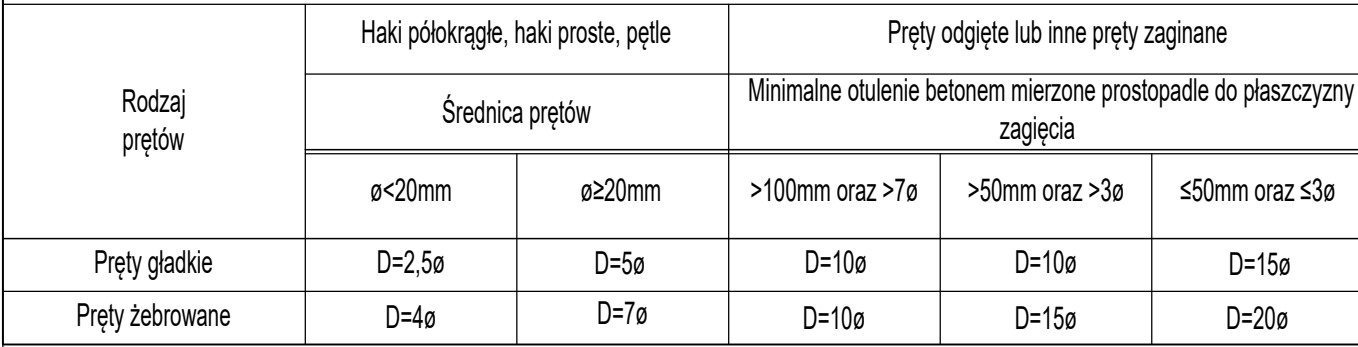 Haki półokrągłe, haki proste, pętle
Pręty odgięte lub inne pręty zaginane
Rodzaj
prętów
Średnica prętów
Minimalne otulenie betonem mierzone prostopadle do płaszczyzny
zagięcia
ø<20mm
ø≥20mm
>100mm oraz >7ø
>50mm oraz >3ø
≤50mm oraz ≤3ø
Pręty gładkie
D=2,5ø
D=5ø
D=10ø
D=10ø
D=15ø
Pręty żebrowane
D=4ø
D=7ø
D=10ø
D=15ø
D=20ø